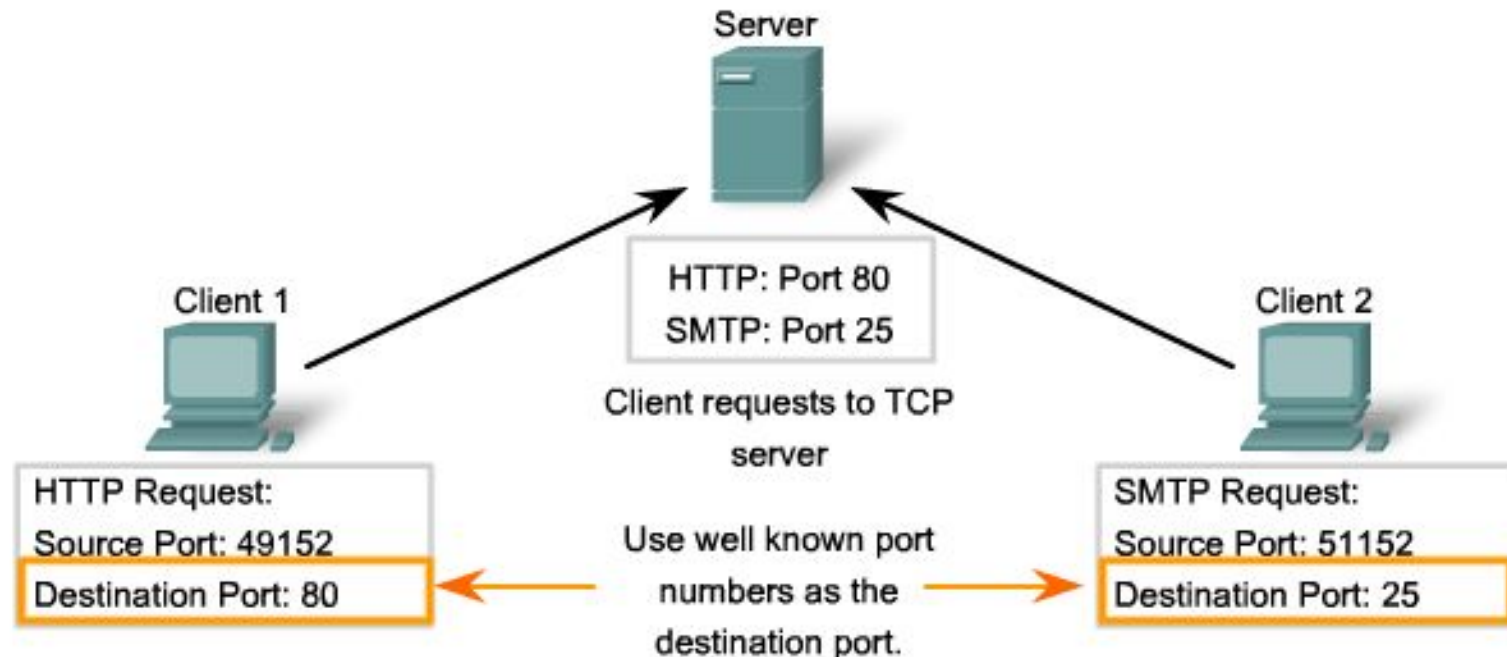 Server
HTTP: Port 80
SMTP: Port 25
Client 1
Client 2
Client requests to TCP
server
HTTP Request:
Source Port: 49152
Destination Port: 80
Use well known port
numbers as the
destination port.
SMTP Request:
Source Port: 51152
Destination Port: 25